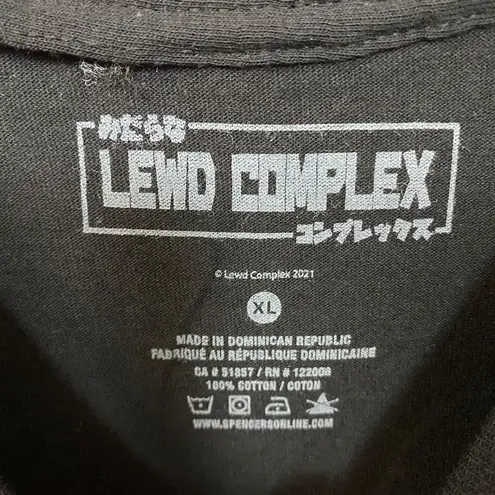 みだらな
LEWD COMPLEX
コンプレックス
© Lewd Complex 2021
XL
MADE IN DOMINICAN REPUBLIC
FABRIQUÉ AU RÉPUBLIQUE DOMINICAINE
CA # 51857 / RN # 122008
100% COTTON / COTON
WWW.SPENCERSONLINE.COM